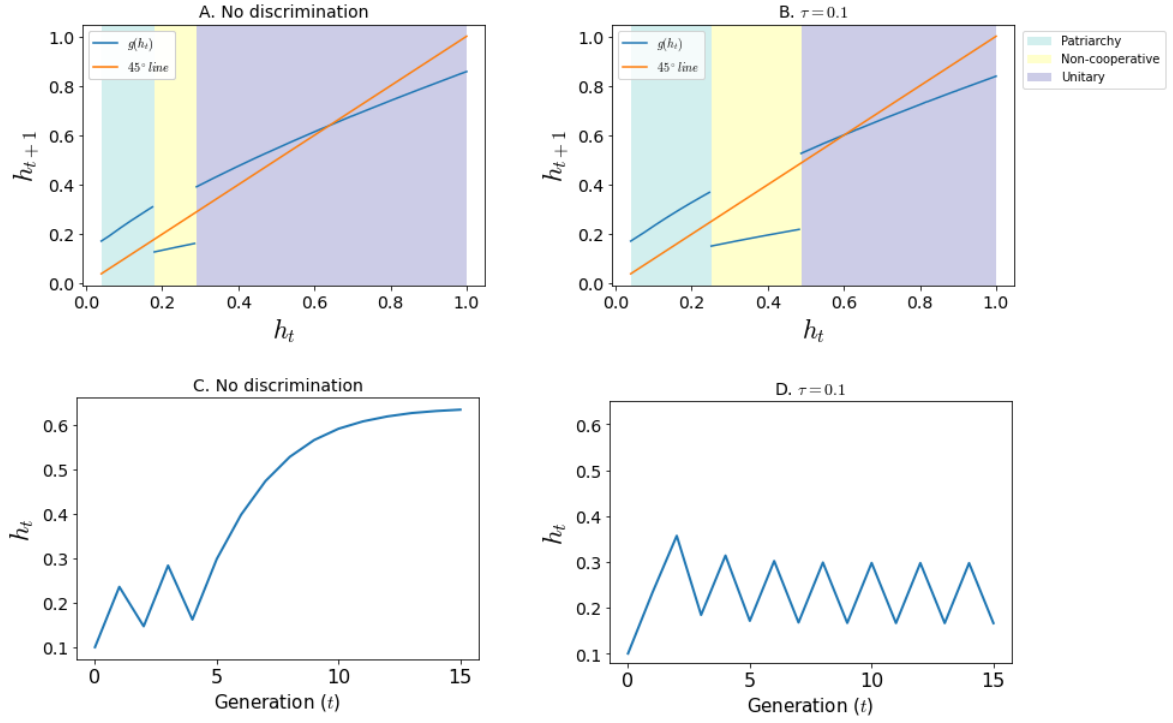 A. No discrimination
1.0
0.8
0.6
0.4
0.2
0.0
h_{t+1}
g(h_t)
45° line
0.0 0.2 0.4 0.6 0.8 1.0
h_t
B. τ = 0.1
1.0
0.8
0.6
0.4
0.2
0.0
h_{t+1}
g(h_t)
45° line
0.0 0.2 0.4 0.6 0.8 1.0
h_t
Patriarchy
Non-cooperative
Unitary
C. No discrimination
0.6
0.5
0.4
0.3
0.2
0.1
h_t
0 5 10 15
Generation (t)
D. τ = 0.1
0.6
0.5
0.4
0.3
0.2
0.1
h_t
0 5 10 15
Generation (t)